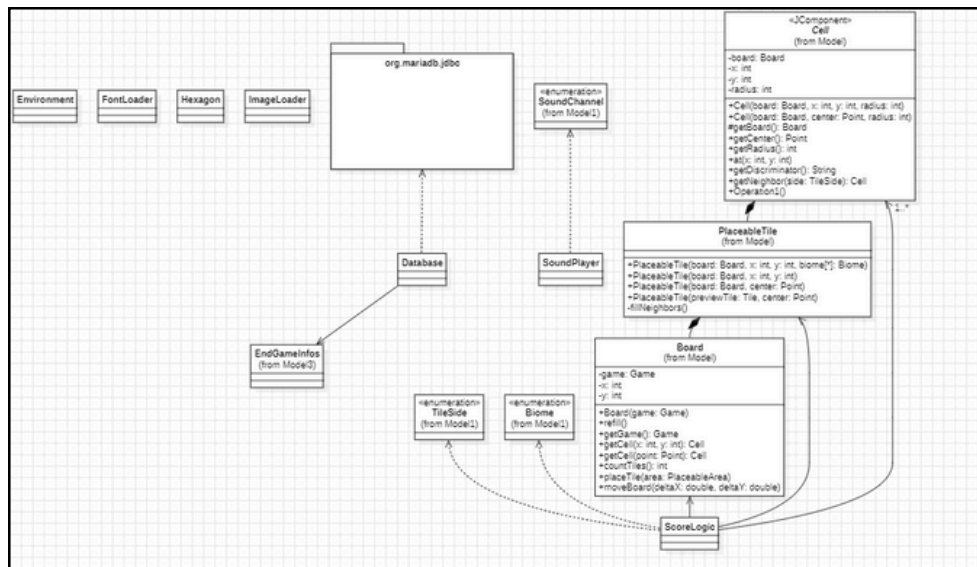 «JComponent»
Cell
(from Model)
-board: Board
-x: int
-y: int
-radius: int
+Cell(board: Board, x: int, y: int, radius: int)
+Cell(board: Board, center: Point, radius: int)
#getBoard(): Board
+getCenter(): Point
+getRadius(): int
+at(x: int, y: int)
+getDiscriminator(): String
+getNeighbor(side: TileSide): Cell
+Operation1()
1..*
org.mariadb.jdbc
Environment
FontLoader
Hexagon
ImageLoader
«enumeration»
SoundChannel
(from Model1)
PlaceableTile
(from Model)
+PlaceableTile(board: Board, x: int, y: int, biome[*]: Biome)
+PlaceableTile(board: Board, x: int, y: int)
+PlaceableTile(board: Board, center: Point)
+PlaceableTile(previewTile: Tile, center: Point)
-fillNeighbors()
Database
SoundPlayer
EndGameInfos
(from Model3)
Board
(from Model)
-game: Game
-x: int
-y: int
+Board(game: Game)
+refill()
+getGame(): Game
+getCell(x: int, y: int): Cell
+getCell(point: Point): Cell
+countTiles(): int
+placeTile(area: PlaceableArea)
+moveBoard(deltaX: double, deltaY: double)
«enumeration»
TileSide
(from Model1)
«enumeration»
Biome
(from Model1)
ScoreLogic